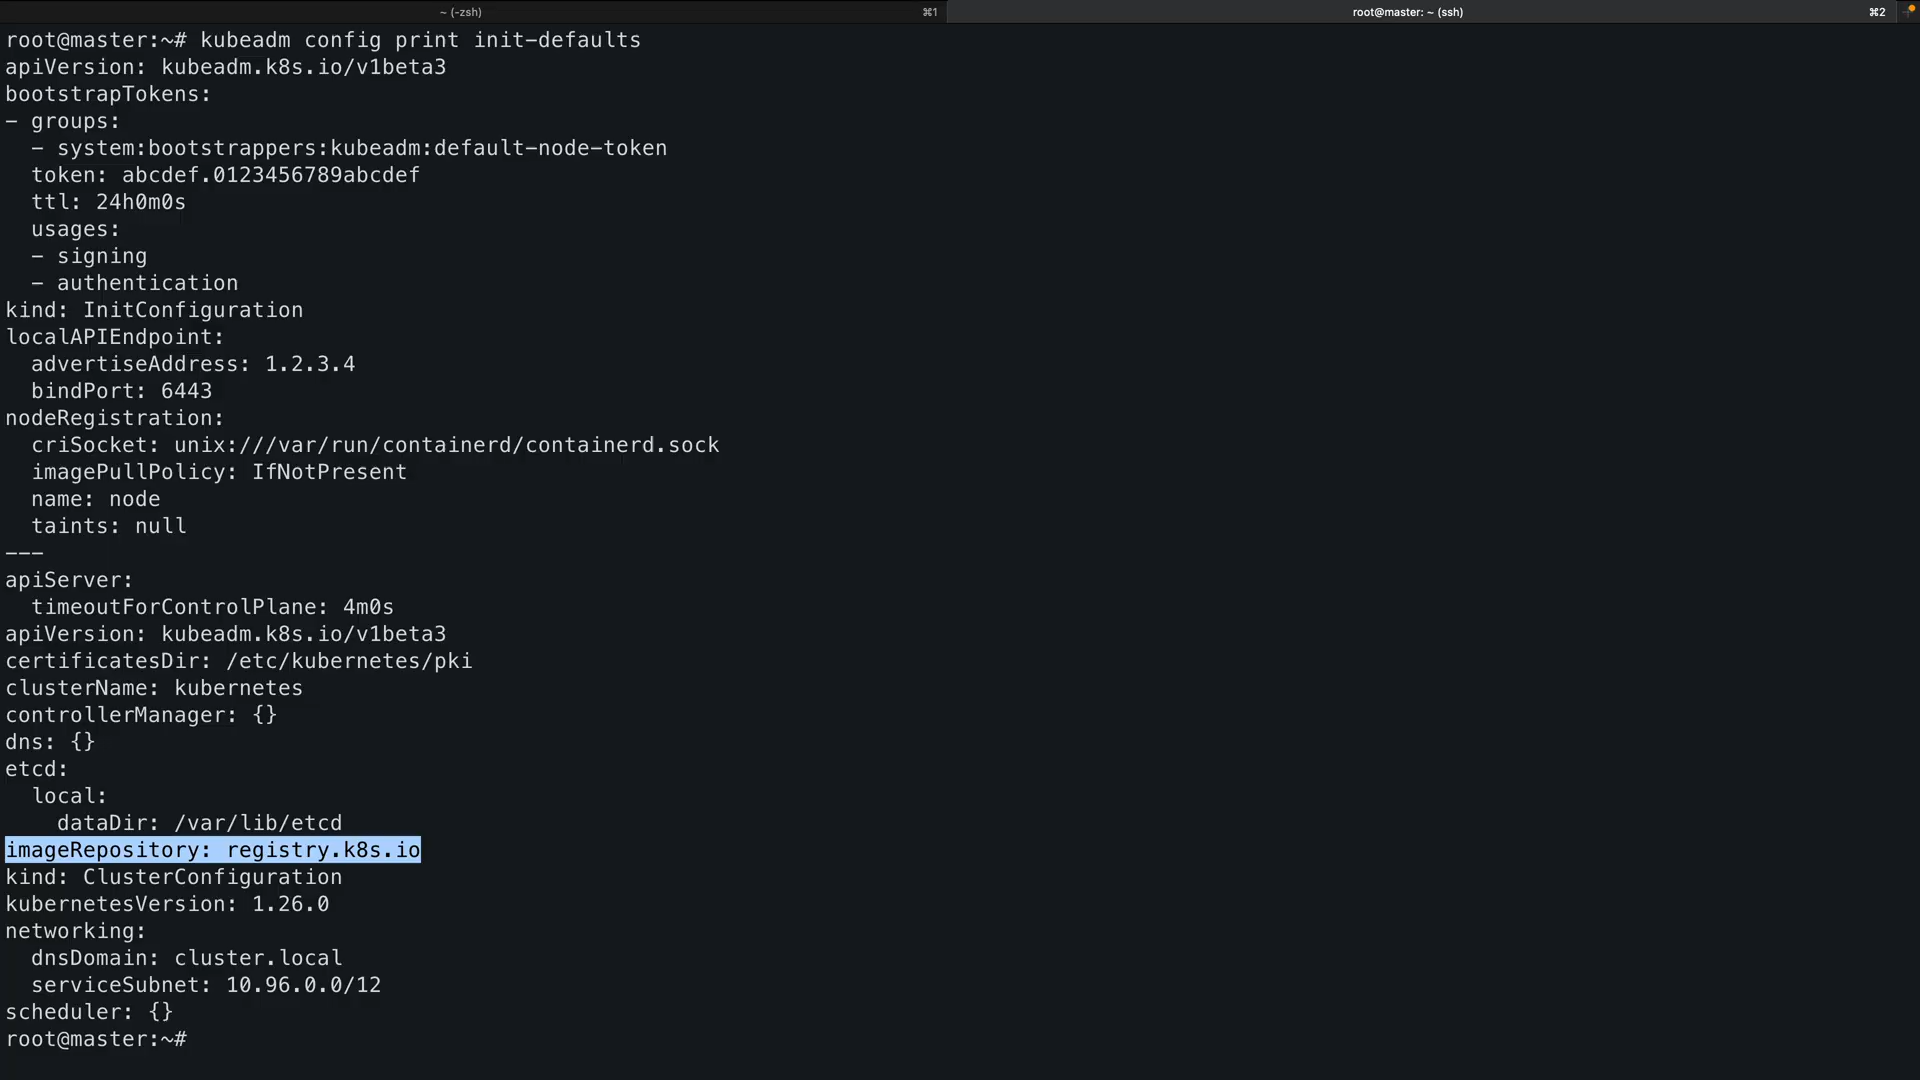 ~ (-zsh)
⌘1
root@master: ~ (ssh)
⌘2
root@master:~# kubeadm config print init-defaults
apiVersion: kubeadm.k8s.io/v1beta3
bootstrapTokens:
- groups:
  - system:bootstrappers:kubeadm:default-node-token
  token: abcdef.0123456789abcdef
  ttl: 24h0m0s
  usages:
  - signing
  - authentication
kind: InitConfiguration
localAPIEndpoint:
  advertiseAddress: 1.2.3.4
  bindPort: 6443
nodeRegistration:
  criSocket: unix:///var/run/containerd/containerd.sock
  imagePullPolicy: IfNotPresent
  name: node
  taints: null
---
apiServer:
  timeoutForControlPlane: 4m0s
apiVersion: kubeadm.k8s.io/v1beta3
certificatesDir: /etc/kubernetes/pki
clusterName: kubernetes
controllerManager: {}
dns: {}
etcd:
  local:
    dataDir: /var/lib/etcd
imageRepository: registry.k8s.io
kind: ClusterConfiguration
kubernetesVersion: 1.26.0
networking:
  dnsDomain: cluster.local
  serviceSubnet: 10.96.0.0/12
scheduler: {}
root@master:~#